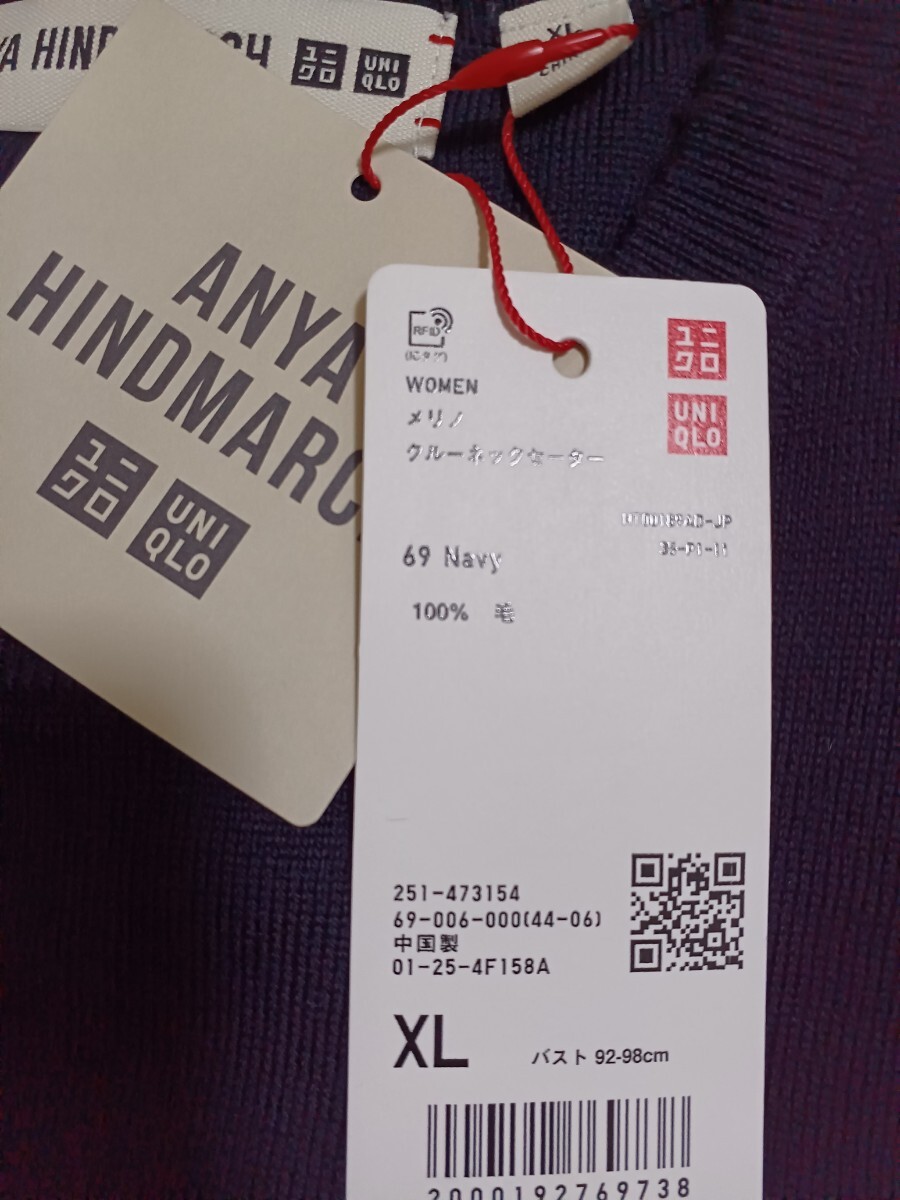 HIND
ユニ
クロ
UNI
QLO
XL
ANYA
HINDMARC
ユニ
クロ
UNI
QLO
RFID
WOMEN
メリノ
クルーネックセーター
ユニ
クロ
UNI
QLO
36-P1-11
69 Navy
100% 毛
251-473154
69-006-000(44-06)
中国製
01-25-4F158A
XL
バスト 92-98cm
2000192769738